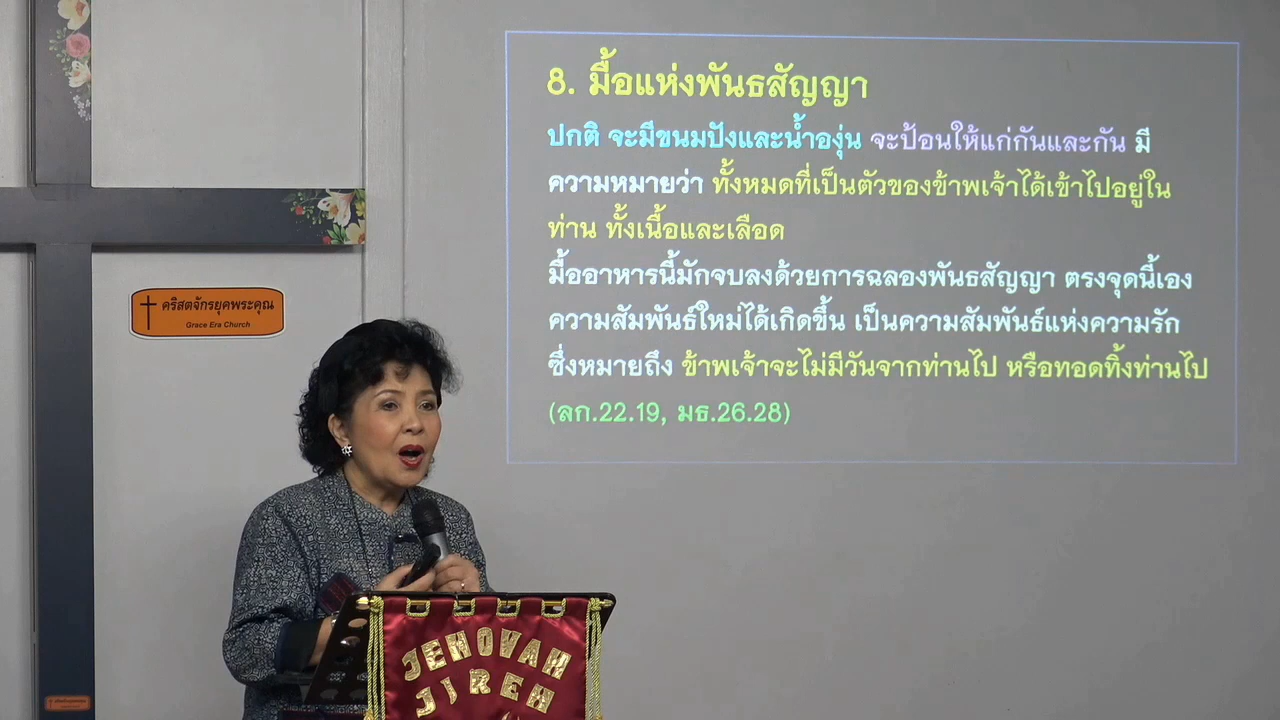 8. มื้อแห่งพันธสัญญา
ปกติ จะมีขนมปังและน้ำองุ่น จะป้อนให้แก่กันและกัน มี
ความหมายว่า ทั้งหมดที่เป็นตัวของข้าพเจ้าได้เข้าไปอยู่ใน
ท่าน ทั้งเนื้อและเลือด
มื้ออาหารนี้มักจบลงด้วยการฉลองพันธสัญญา ตรงจุดนี้เอง
ความสัมพันธ์ใหม่ได้เกิดขึ้น เป็นความสัมพันธ์แห่งความรัก
ซึ่งหมายถึง ข้าพเจ้าจะไม่มีวันจากท่านไป หรือทอดทิ้งท่านไป
(ลก.22.19, มธ.26.28)
คริสตจักรยุคพระคุณ
Grace Era Church
JEHOVAH
JIREH